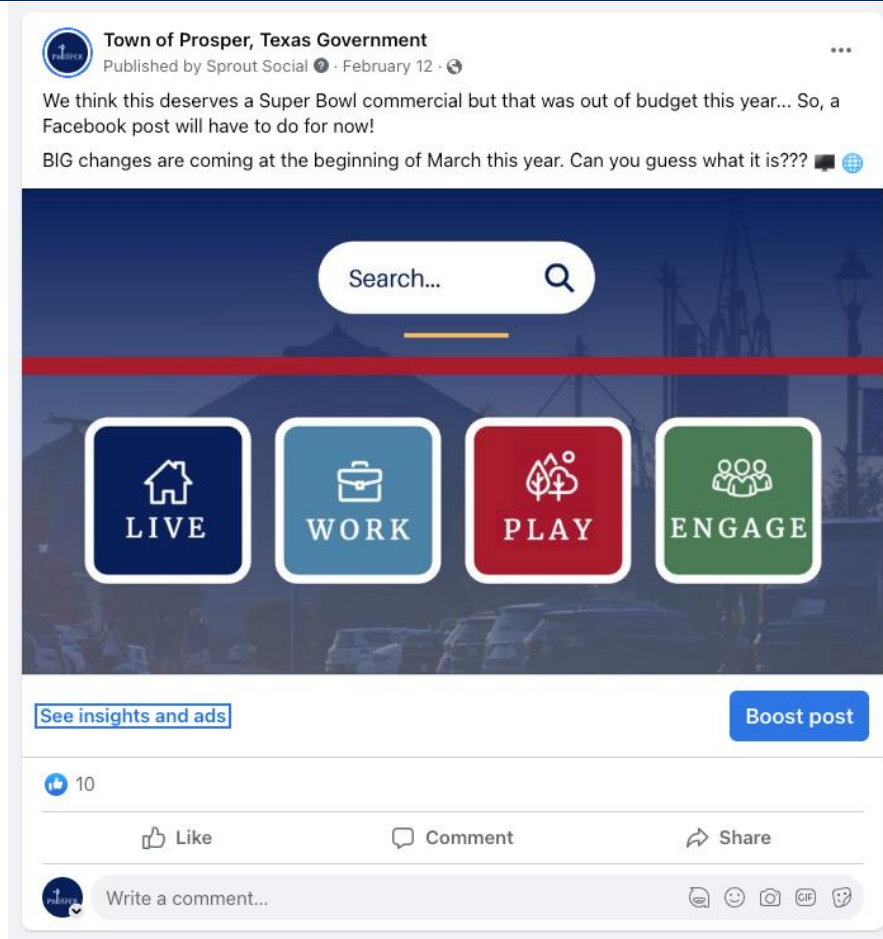 Town of Prosper, Texas Government
Published by Sprout Social · February 12 ·
We think this deserves a Super Bowl commercial but that was out of budget this year... So, a
Facebook post will have to do for now!
BIG changes are coming at the beginning of March this year. Can you guess what it is??? 🖥️ 🌐
Search...
LIVE
WORK
PLAY
ENGAGE
See insights and ads
Boost post
10
Like
Comment
Share
PROSPER
Write a comment...
GIF